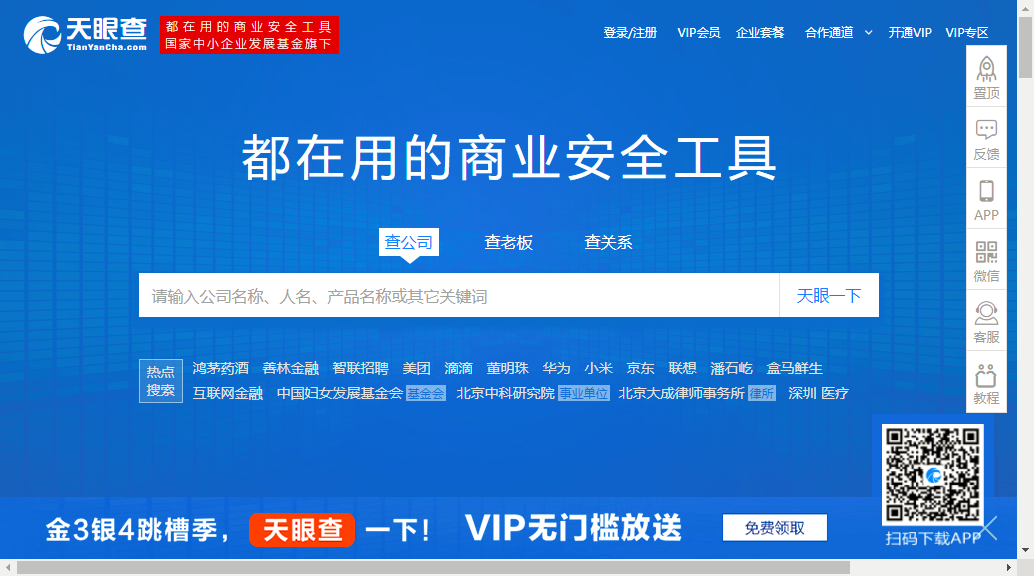 天眼查
TianYanCha.com
都在用的商业安全工具
国家中小企业发展基金旗下
登录/注册 VIP会员 企业套餐 合作通道 开通VIP VIP专区
置顶
反馈
APP
微信
客服
教程
都在用的商业安全工具
查公司 查老板 查关系
请输入公司名称、人名、产品名称或其它关键词 天眼一下
热点
搜索
鸿茅药酒 善林金融 智联招聘 美团 滴滴 董明珠 华为 小米 京东 联想 潘石屹 盒马鲜生
互联网金融 中国妇女发展基金会 基金会 北京中科研究院 事业单位 北京大成律师事务所 律所 深圳 医疗
金3银4跳槽季, 天眼查 一下! VIP无门槛放送 免费领取
扫码下载APP